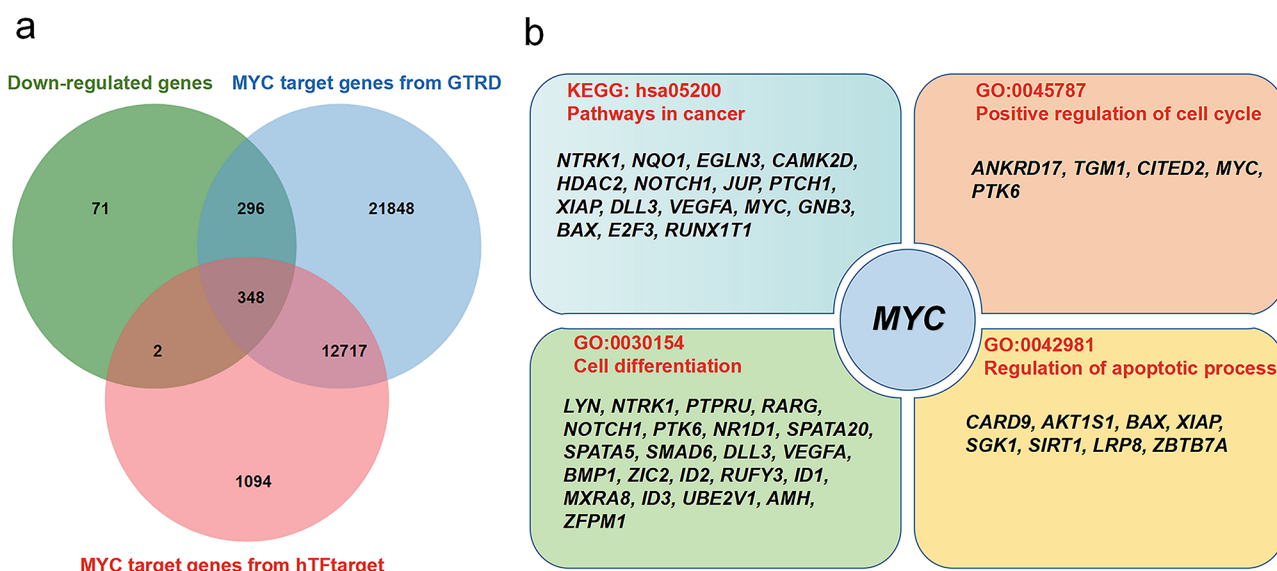 a
Down-regulated genes
MYC target genes from GTRD
71
296
21848
348
2
12717
1094
MYC target genes from hTFtarget
b
KEGG: hsa05200
Pathways in cancer
NTRK1, NQO1, EGLN3, CAMK2D,
HDAC2, NOTCH1, JUP, PTCH1,
XIAP, DLL3, VEGFA, MYC, GNB3,
BAX, E2F3, RUNX1T1
GO:0045787
Positive regulation of cell cycle
ANKRD17, TGM1, CITED2, MYC,
PTK6
MYC
GO:0030154
Cell differentiation
LYN, NTRK1, PTPRU, RARG,
NOTCH1, PTK6, NR1D1, SPATA20,
SPATA5, SMAD6, DLL3, VEGFA,
BMP1, ZIC2, ID2, RUFY3, ID1,
MXRA8, ID3, UBE2V1, AMH,
ZFPM1
GO:0042981
Regulation of apoptotic process
CARD9, AKT1S1, BAX, XIAP,
SGK1, SIRT1, LRP8, ZBTB7A